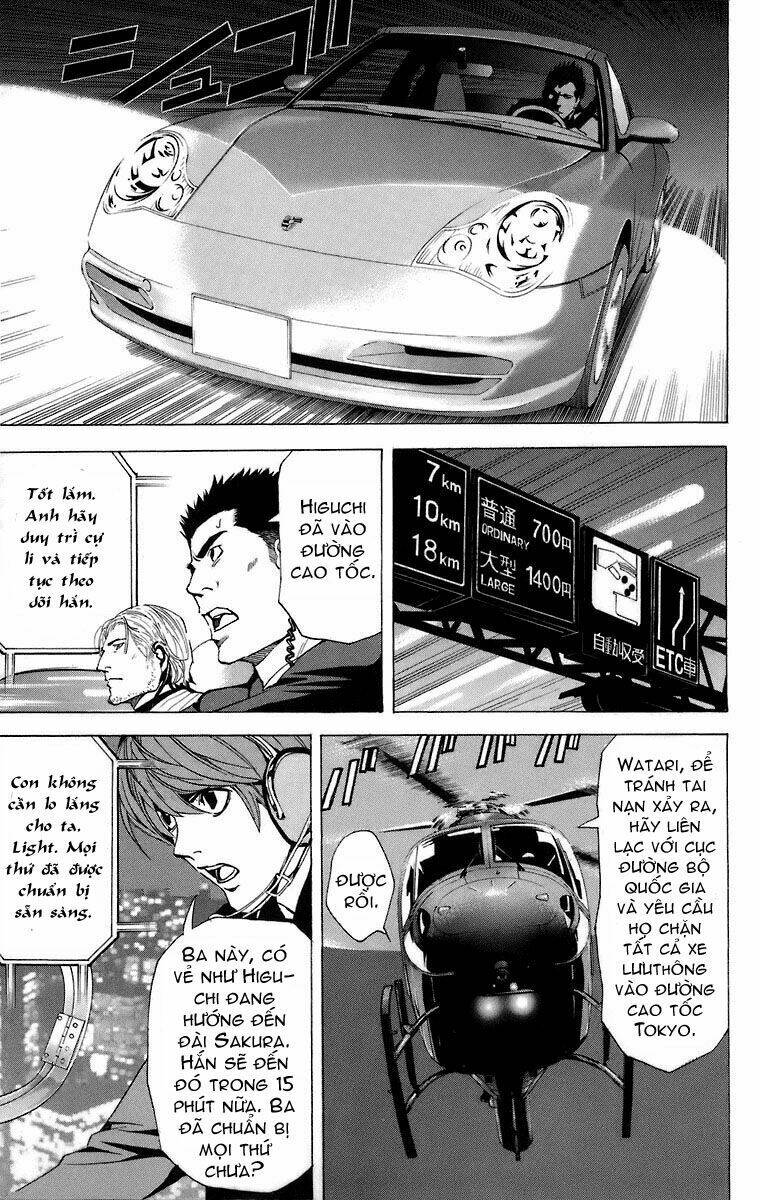 ミシュゴ
7km
10km
18km
普通 700円
ORDINARY
大型 1400円
LARGE
自動収受
ETC車
HIGUCHI
ĐÃ VÀO
ĐƯỜNG
CAO TỐC.
Tốt lắm.
Anh hãy
duy trì cự
li và tiếp
tục theo
dõi hắn.
WATARI, ĐỂ
TRÁNH TAI
NẠN XẢY RA,
HÃY LIÊN
LẠC VỚI CỤC
ĐƯỜNG BỘ
QUỐC GIA
VÀ YÊU CẦU
HỌ CHẶN
TẤT CẢ XE
LƯUTHÔNG
VÀO ĐƯỜNG
CAO TỐC
TOKYO.
ĐƯỢC
RỒI.
BA NÀY, CÓ
VẺ NHƯ HIGU-
CHI ĐANG
HƯỚNG ĐẾN
ĐÀI SAKURA.
HẮN SẼ ĐẾN
ĐÓ TRONG 15
PHÚT NỮA. BA
ĐÃ CHUẨN BỊ
MỌI THỨ
CHƯA?
Con không
cần lo lắng
cho ta.
Light. Mọi
thứ đã được
chuẩn bị
sẵn sàng.